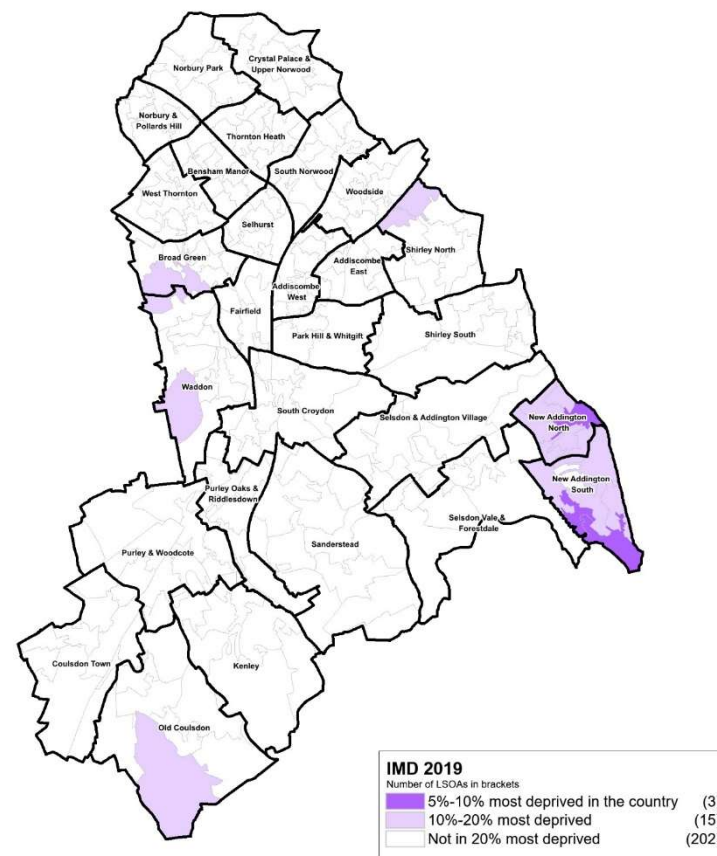 Crystal Palace &
Upper Norwood
Norbury Park
Norbury &
Pollards Hill
Thornton Heath
Bensham Manor
South Norwood
West Thornton
Woodside
Selhurst
Shirley North
Broad Green
Addiscombe
East
Addiscombe
West
Fairfield
Park Hill & Whitgift
Shirley South
Waddon
South Croydon
Selsdon & Addington Village
New Addington
North
New Addington
South
Purley Oaks &
Riddlesdown
Selsdon Vale &
Forestdale
Sanderstead
Purley & Woodcote
Coulsdon Town
Kenley
Old Coulsdon
IMD 2019
Number of LSOAs in brackets
5%-10% most deprived in the country (3
10%-20% most deprived (15
Not in 20% most deprived (202